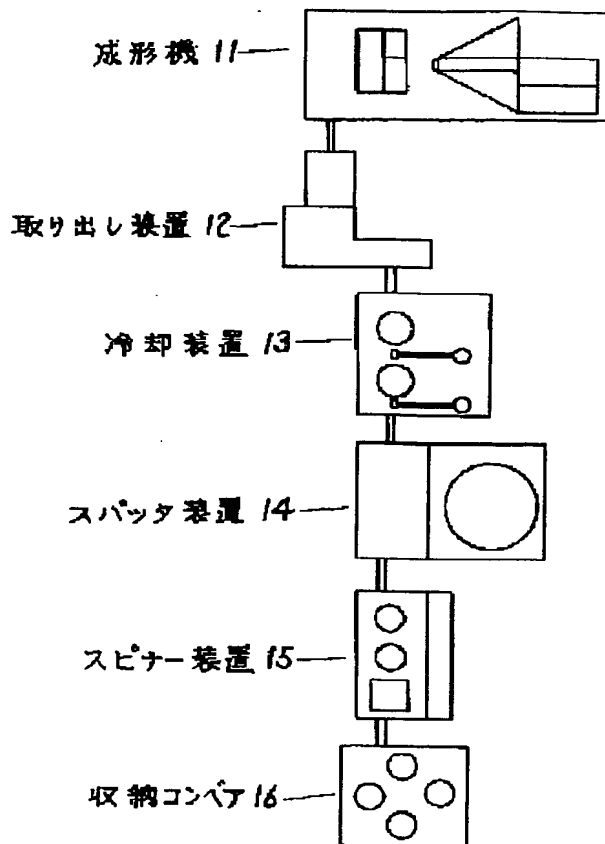 成形機 11
取り出し装置 12
冷却装置 13
スパッタ装置 14
スピナー装置 15
収納コンベア 16